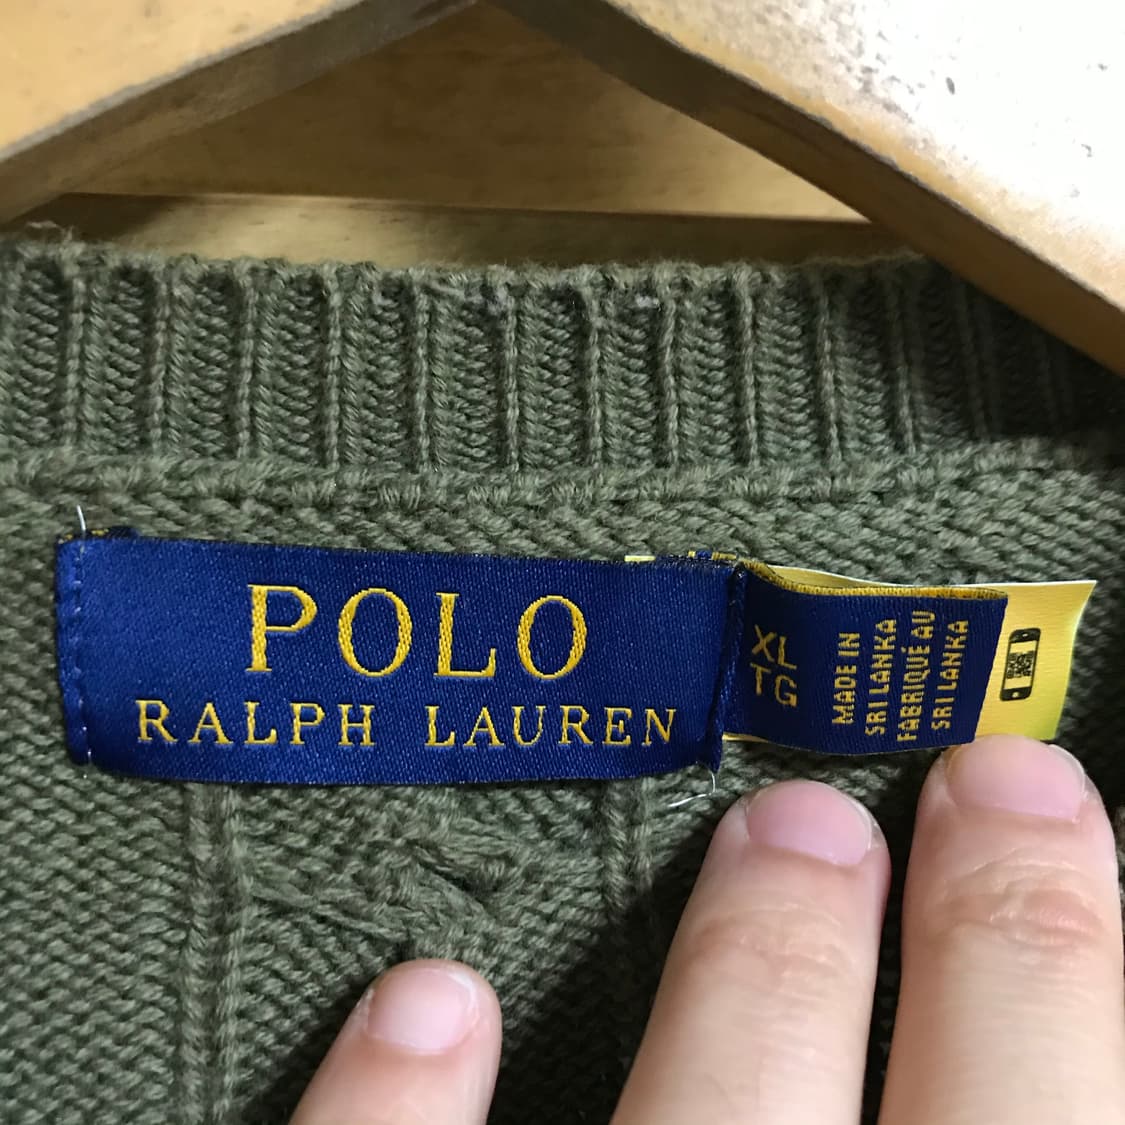 POLO
RALPH LAUREN
XL
TG
MADE IN
SRI LANKA
FABRIQUÉ AU
SRI LANKA